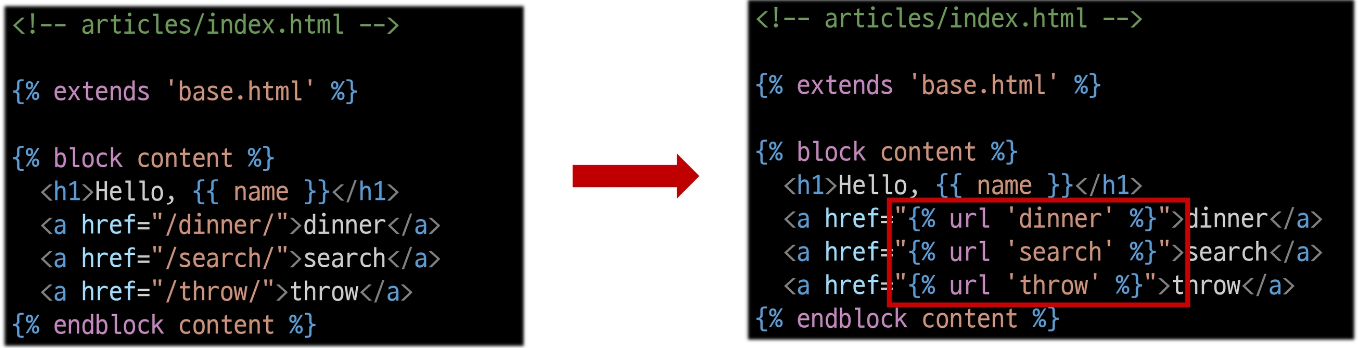 <!-- articles/index.html -->
{% extends 'base.html' %}
{% block content %}
  <h1>Hello, {{ name }}</h1>
  <a href="/dinner/">dinner</a>
  <a href="/search/">search</a>
  <a href="/throw/">throw</a>
{% endblock content %}
<!-- articles/index.html -->
{% extends 'base.html' %}
{% block content %}
  <h1>Hello, {{ name }}</h1>
  <a href="{% url 'dinner' %}">dinner</a>
  <a href="{% url 'search' %}">search</a>
  <a href="{% url 'throw' %}">throw</a>
{% endblock content %}